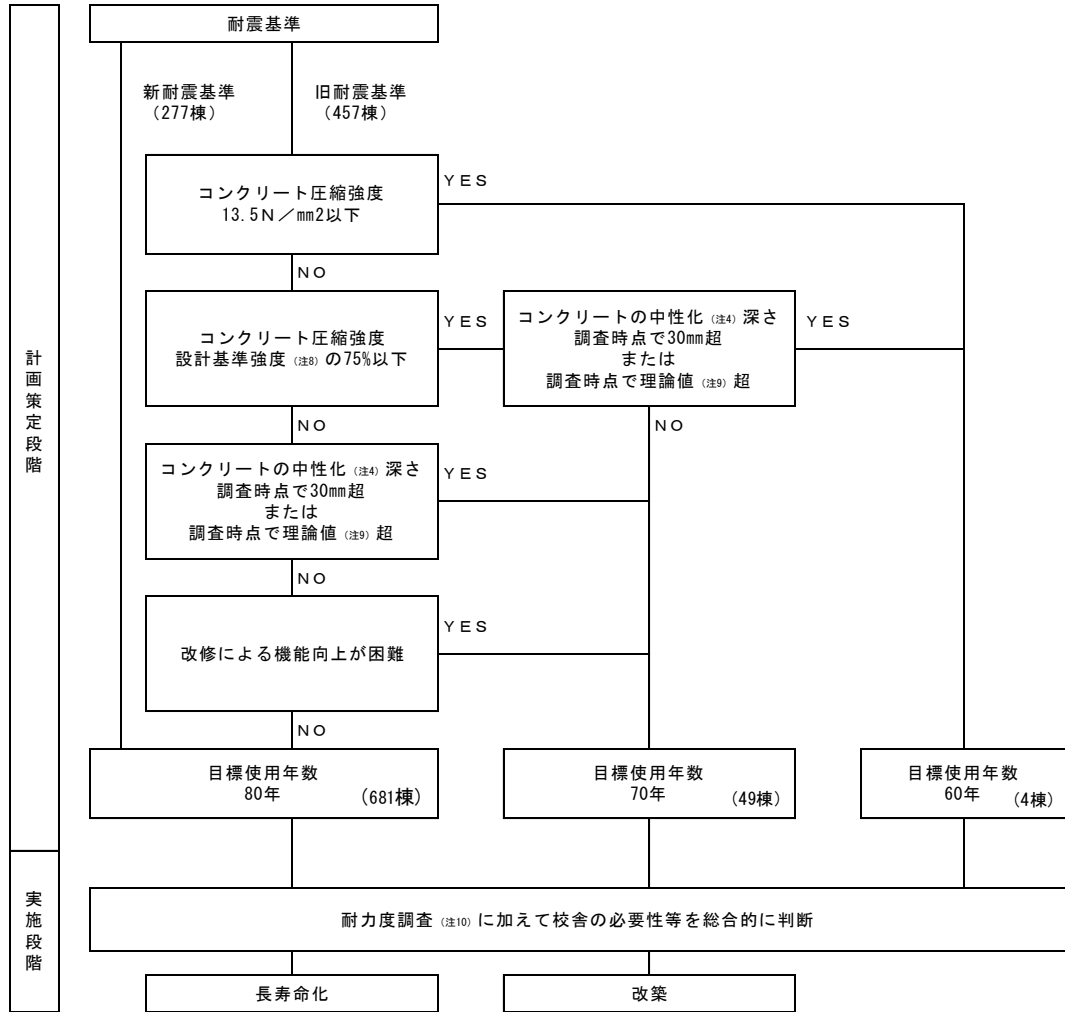 計画策定段階
耐震基準
新耐震基準
(277棟)
旧耐震基準
(457棟)
コンクリート圧縮強度
13.5N／mm2以下
YES
NO
コンクリート圧縮強度
設計基準強度(注8)の75%以下
YES
コンクリートの中性化(注4)深さ
調査時点で30mm超
または
調査時点で理論値(注9)超
YES
NO
NO
コンクリートの中性化(注4)深さ
調査時点で30mm超
または
調査時点で理論値(注9)超
YES
NO
改修による機能向上が困難
YES
NO
目標使用年数
80年
(681棟)
目標使用年数
70年
(49棟)
目標使用年数
60年
(4棟)
実施段階
耐力度調査(注10)に加えて校舎の必要性等を総合的に判断
長寿命化
改築